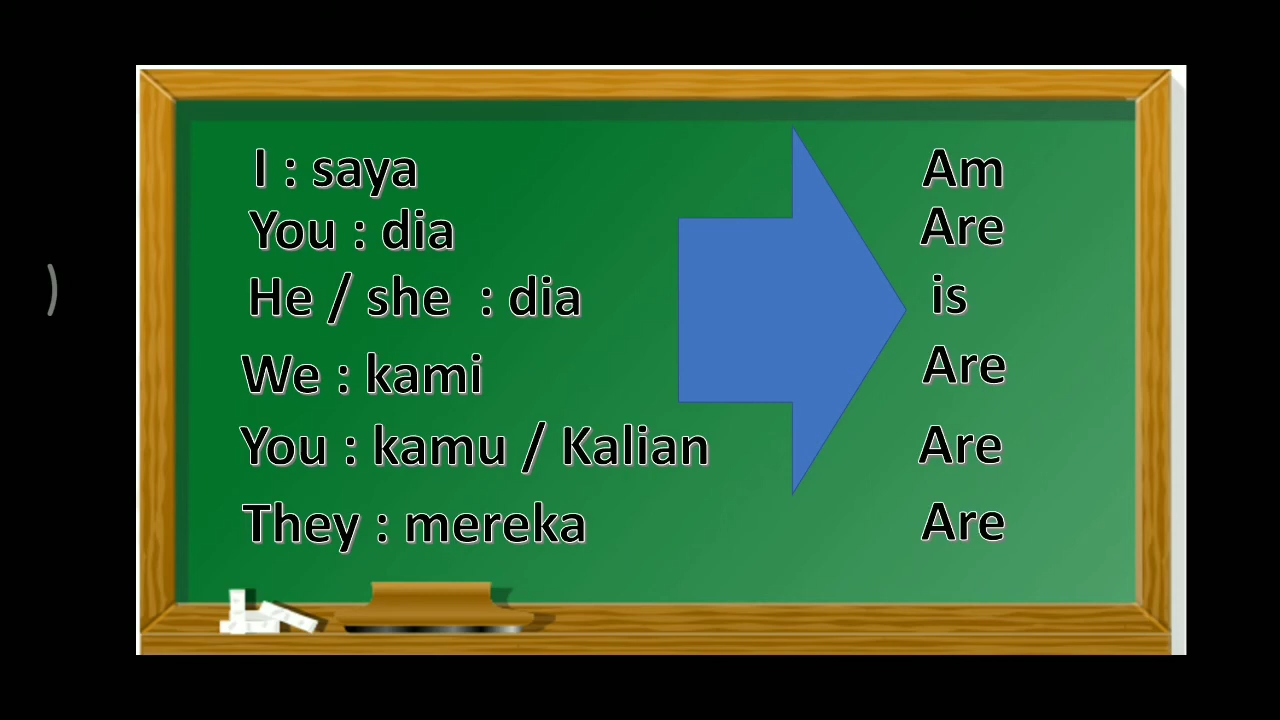 I : saya Am
You : dia Are
He / she : dia is
We : kami Are
You : kamu / Kalian Are
They : mereka Are